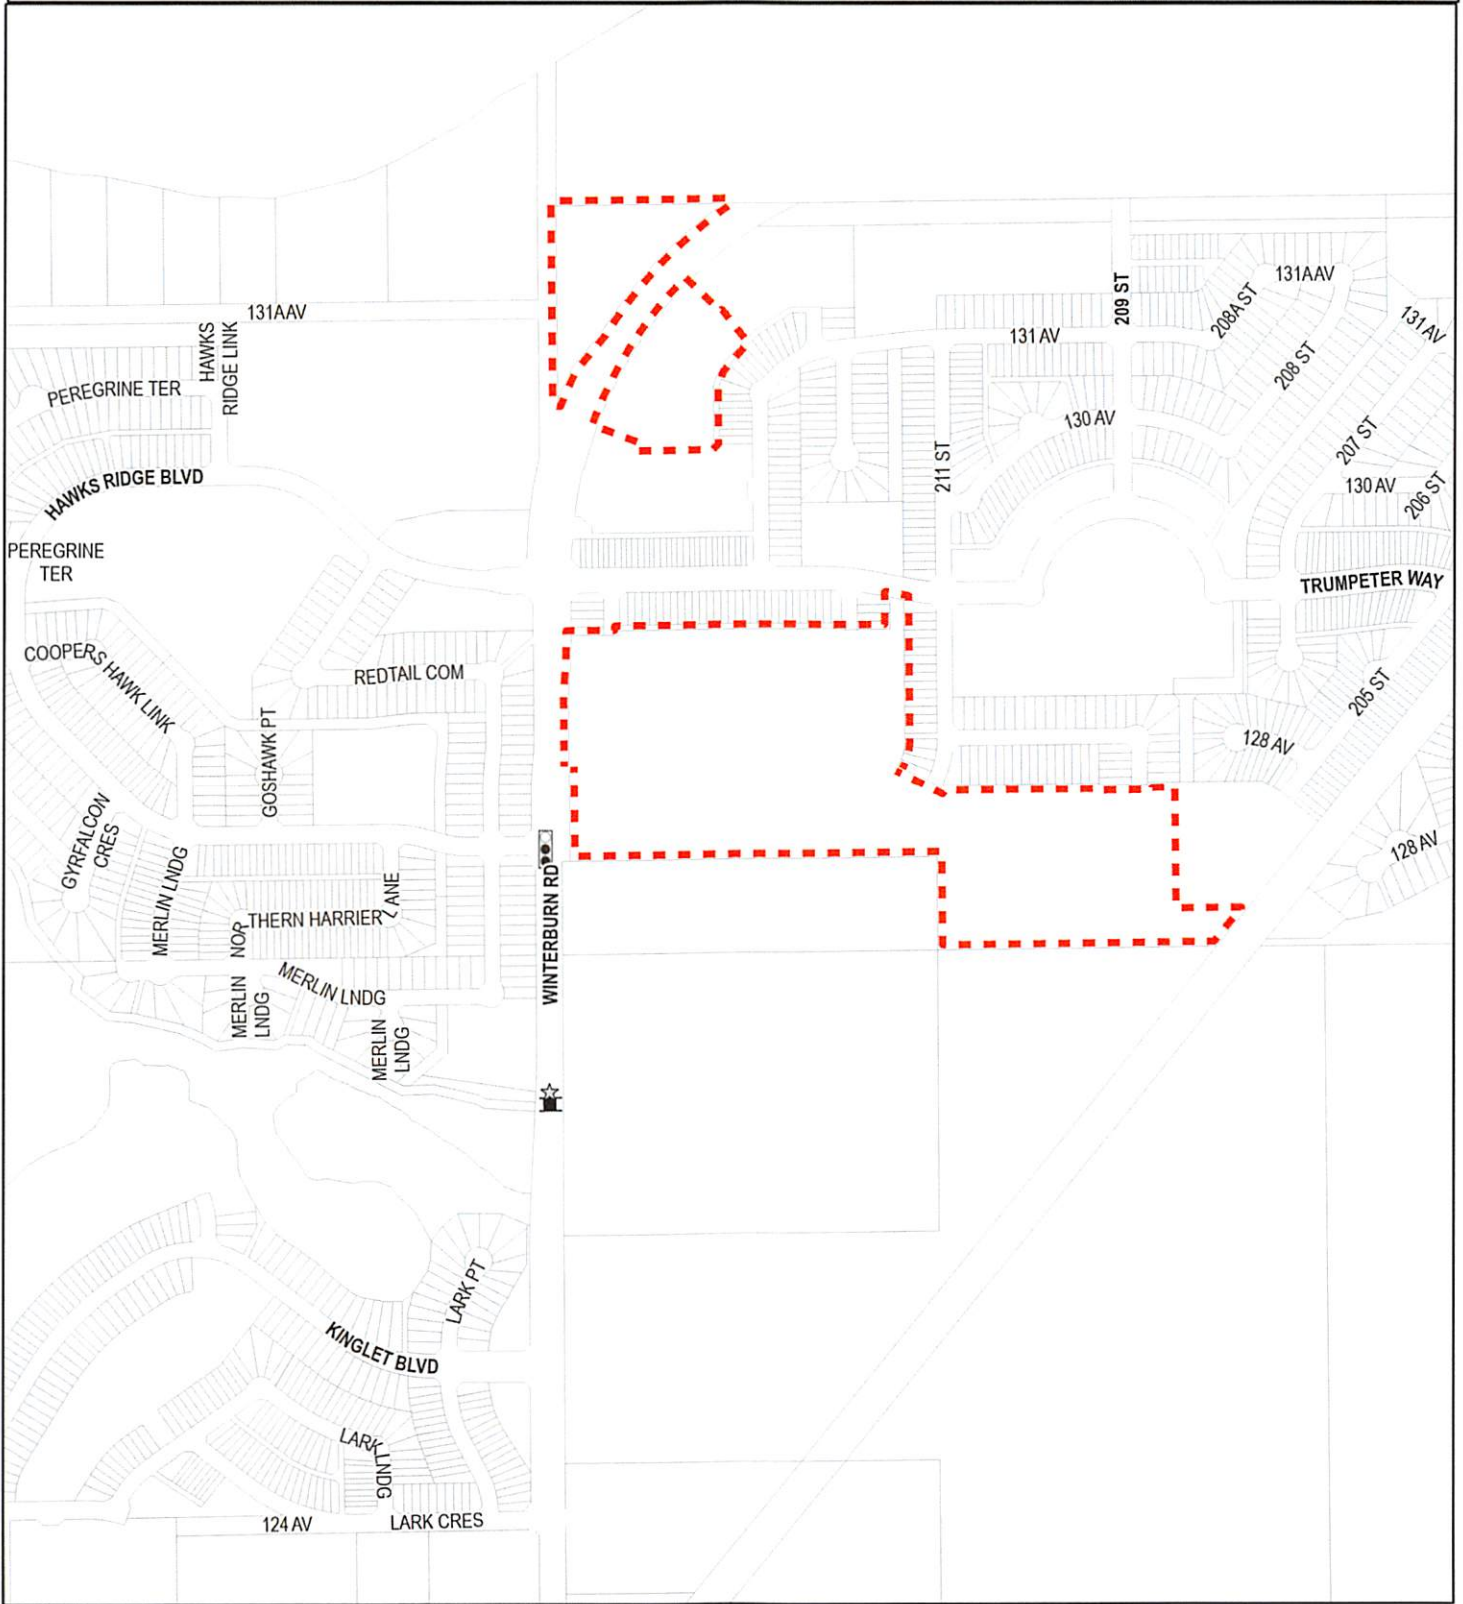 131AAV
131AAV
HAWKS
RIDGE LINK
209 ST
208A ST
131 AV
131 AV
208 ST
PEREGRINE TER
130 AV
207 ST
211 ST
130 AV
206 ST
HAWKS RIDGE BLVD
PEREGRINE
TER
TRUMPETER WAY
COOPERS HAWK LINK
REDTAIL COM
205 ST
GOSHAWK PT
128 AV
GYRFALCON
CRES
128 AV
MERLIN LNDG
NORTHERN HARRIER LANE
WINTERBURN RD
MERLIN LNDG
MERLIN
LNDG
MERLIN
LNDG
LARK PT
KINGLET BLVD
LARK LNDG
124 AV
LARK CRES